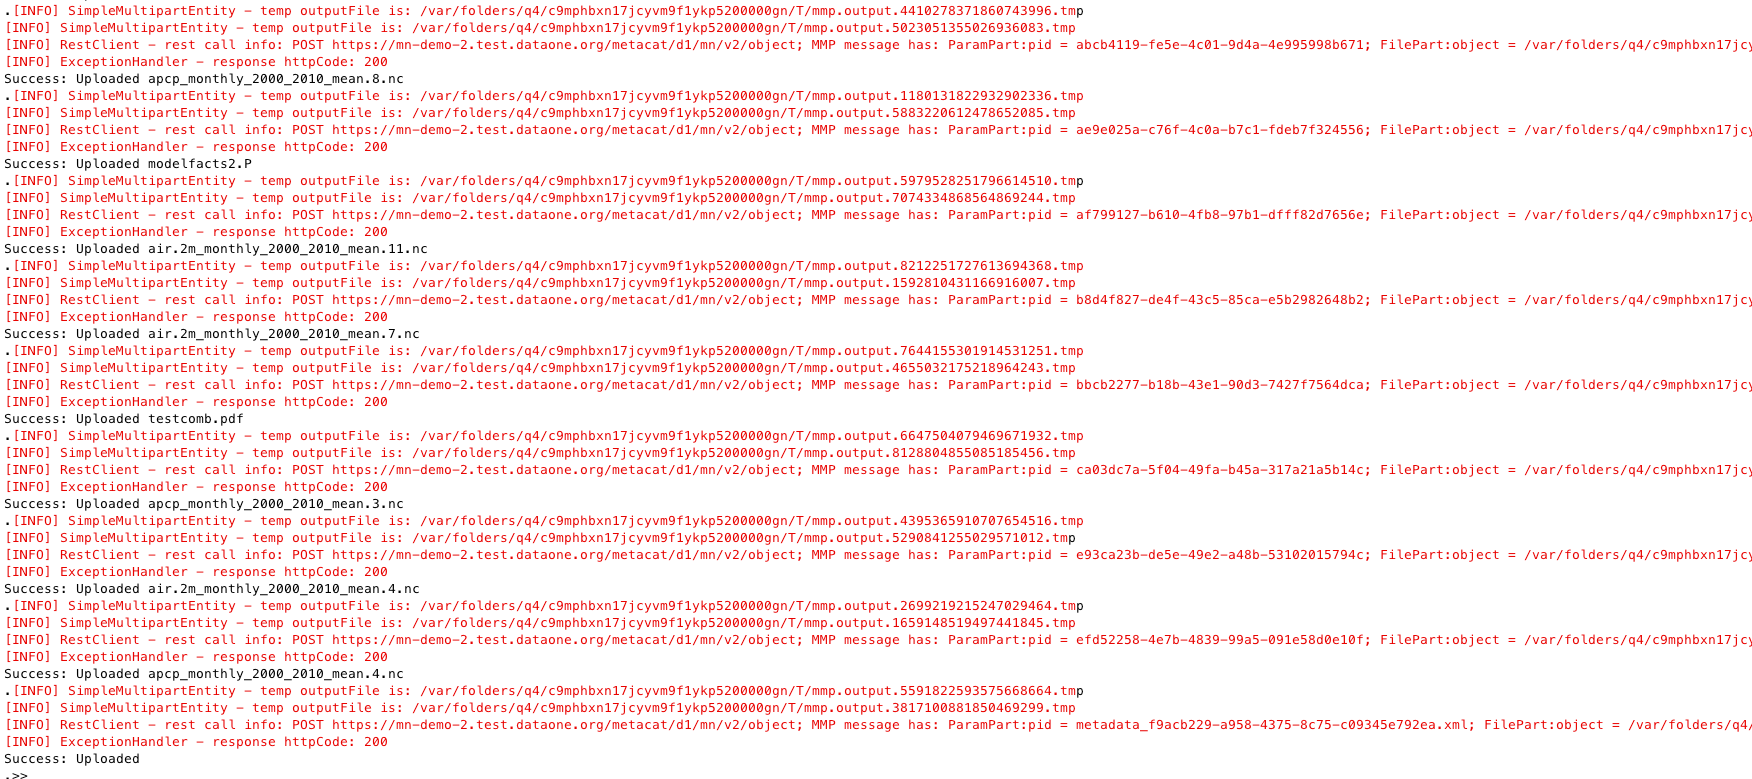 .[INFO] SimpleMultipartEntity – temp outputFile is: /var/folders/q4/c9mphbxn17jcyvm9f1ykp5200000gn/T/mmp.output.4410278371860743996.tmp
[INFO] SimpleMultipartEntity – temp outputFile is: /var/folders/q4/c9mphbxn17jcyvm9f1ykp5200000gn/T/mmp.output.5023051355026936083.tmp
[INFO] RestClient – rest call info: POST https://mn-demo-2.test.dataone.org/metacat/d1/mn/v2/object; MMP message has: ParamPart:pid = abcb4119-fe5e-4c01-9d4a-4e995998b671; FilePart:object = /var/folders/q4/c9mphbxn17jcy
[INFO] ExceptionHandler – response httpCode: 200
Success: Uploaded apcp_monthly_2000_2010_mean.8.nc
.[INFO] SimpleMultipartEntity – temp outputFile is: /var/folders/q4/c9mphbxn17jcyvm9f1ykp5200000gn/T/mmp.output.1180131822932902336.tmp
[INFO] SimpleMultipartEntity – temp outputFile is: /var/folders/q4/c9mphbxn17jcyvm9f1ykp5200000gn/T/mmp.output.5883220612478652085.tmp
[INFO] RestClient – rest call info: POST https://mn-demo-2.test.dataone.org/metacat/d1/mn/v2/object; MMP message has: ParamPart:pid = ae9e025a-c76f-4c0a-b7c1-fdeb7f324556; FilePart:object = /var/folders/q4/c9mphbxn17jcy
[INFO] ExceptionHandler – response httpCode: 200
Success: Uploaded modelfacts2.P
.[INFO] SimpleMultipartEntity – temp outputFile is: /var/folders/q4/c9mphbxn17jcyvm9f1ykp5200000gn/T/mmp.output.5979528251796614510.tmp
[INFO] SimpleMultipartEntity – temp outputFile is: /var/folders/q4/c9mphbxn17jcyvm9f1ykp5200000gn/T/mmp.output.7074334868564869244.tmp
[INFO] RestClient – rest call info: POST https://mn-demo-2.test.dataone.org/metacat/d1/mn/v2/object; MMP message has: ParamPart:pid = af799127-b610-4fb8-97b1-dfff82d7656e; FilePart:object = /var/folders/q4/c9mphbxn17jcy
[INFO] ExceptionHandler – response httpCode: 200
Success: Uploaded air.2m_monthly_2000_2010_mean.11.nc
.[INFO] SimpleMultipartEntity – temp outputFile is: /var/folders/q4/c9mphbxn17jcyvm9f1ykp5200000gn/T/mmp.output.8212251727613694368.tmp
[INFO] SimpleMultipartEntity – temp outputFile is: /var/folders/q4/c9mphbxn17jcyvm9f1ykp5200000gn/T/mmp.output.1592810431166916007.tmp
[INFO] RestClient – rest call info: POST https://mn-demo-2.test.dataone.org/metacat/d1/mn/v2/object; MMP message has: ParamPart:pid = b8d4f827-de4f-43c5-85ca-e5b2982648b2; FilePart:object = /var/folders/q4/c9mphbxn17jcy
[INFO] ExceptionHandler – response httpCode: 200
Success: Uploaded air.2m_monthly_2000_2010_mean.7.nc
.[INFO] SimpleMultipartEntity – temp outputFile is: /var/folders/q4/c9mphbxn17jcyvm9f1ykp5200000gn/T/mmp.output.7644155301914531251.tmp
[INFO] SimpleMultipartEntity – temp outputFile is: /var/folders/q4/c9mphbxn17jcyvm9f1ykp5200000gn/T/mmp.output.4655032175218964243.tmp
[INFO] RestClient – rest call info: POST https://mn-demo-2.test.dataone.org/metacat/d1/mn/v2/object; MMP message has: ParamPart:pid = bbcb2277-b18b-43e1-90d3-7427f7564dca; FilePart:object = /var/folders/q4/c9mphbxn17jcy
[INFO] ExceptionHandler – response httpCode: 200
Success: Uploaded testcomb.pdf
.[INFO] SimpleMultipartEntity – temp outputFile is: /var/folders/q4/c9mphbxn17jcyvm9f1ykp5200000gn/T/mmp.output.6647504079469671932.tmp
[INFO] SimpleMultipartEntity – temp outputFile is: /var/folders/q4/c9mphbxn17jcyvm9f1ykp5200000gn/T/mmp.output.8128804855085185456.tmp
[INFO] RestClient – rest call info: POST https://mn-demo-2.test.dataone.org/metacat/d1/mn/v2/object; MMP message has: ParamPart:pid = ca03dc7a-5f04-49fa-b45a-317a21a5b14c; FilePart:object = /var/folders/q4/c9mphbxn17jcy
[INFO] ExceptionHandler – response httpCode: 200
Success: Uploaded apcp_monthly_2000_2010_mean.3.nc
.[INFO] SimpleMultipartEntity – temp outputFile is: /var/folders/q4/c9mphbxn17jcyvm9f1ykp5200000gn/T/mmp.output.4395365910707654516.tmp
[INFO] SimpleMultipartEntity – temp outputFile is: /var/folders/q4/c9mphbxn17jcyvm9f1ykp5200000gn/T/mmp.output.5290841255029571012.tmp
[INFO] RestClient – rest call info: POST https://mn-demo-2.test.dataone.org/metacat/d1/mn/v2/object; MMP message has: ParamPart:pid = e93ca23b-de5e-49e2-a48b-53102015794c; FilePart:object = /var/folders/q4/c9mphbxn17jcy
[INFO] ExceptionHandler – response httpCode: 200
Success: Uploaded air.2m_monthly_2000_2010_mean.4.nc
.[INFO] SimpleMultipartEntity – temp outputFile is: /var/folders/q4/c9mphbxn17jcyvm9f1ykp5200000gn/T/mmp.output.2699219215247029464.tmp
[INFO] SimpleMultipartEntity – temp outputFile is: /var/folders/q4/c9mphbxn17jcyvm9f1ykp5200000gn/T/mmp.output.1659148519497441845.tmp
[INFO] RestClient – rest call info: POST https://mn-demo-2.test.dataone.org/metacat/d1/mn/v2/object; MMP message has: ParamPart:pid = efd52258-4e7b-4839-99a5-091e58d0e10f; FilePart:object = /var/folders/q4/c9mphbxn17jcy
[INFO] ExceptionHandler – response httpCode: 200
Success: Uploaded apcp_monthly_2000_2010_mean.4.nc
.[INFO] SimpleMultipartEntity – temp outputFile is: /var/folders/q4/c9mphbxn17jcyvm9f1ykp5200000gn/T/mmp.output.5591822593575668664.tmp
[INFO] SimpleMultipartEntity – temp outputFile is: /var/folders/q4/c9mphbxn17jcyvm9f1ykp5200000gn/T/mmp.output.3817100881850469299.tmp
[INFO] RestClient – rest call info: POST https://mn-demo-2.test.dataone.org/metacat/d1/mn/v2/object; MMP message has: ParamPart:pid = metadata_f9acb229-a958-4375-8c75-c09345e792ea.xml; FilePart:object = /var/folders/q4/
[INFO] ExceptionHandler – response httpCode: 200
Success: Uploaded
.>>